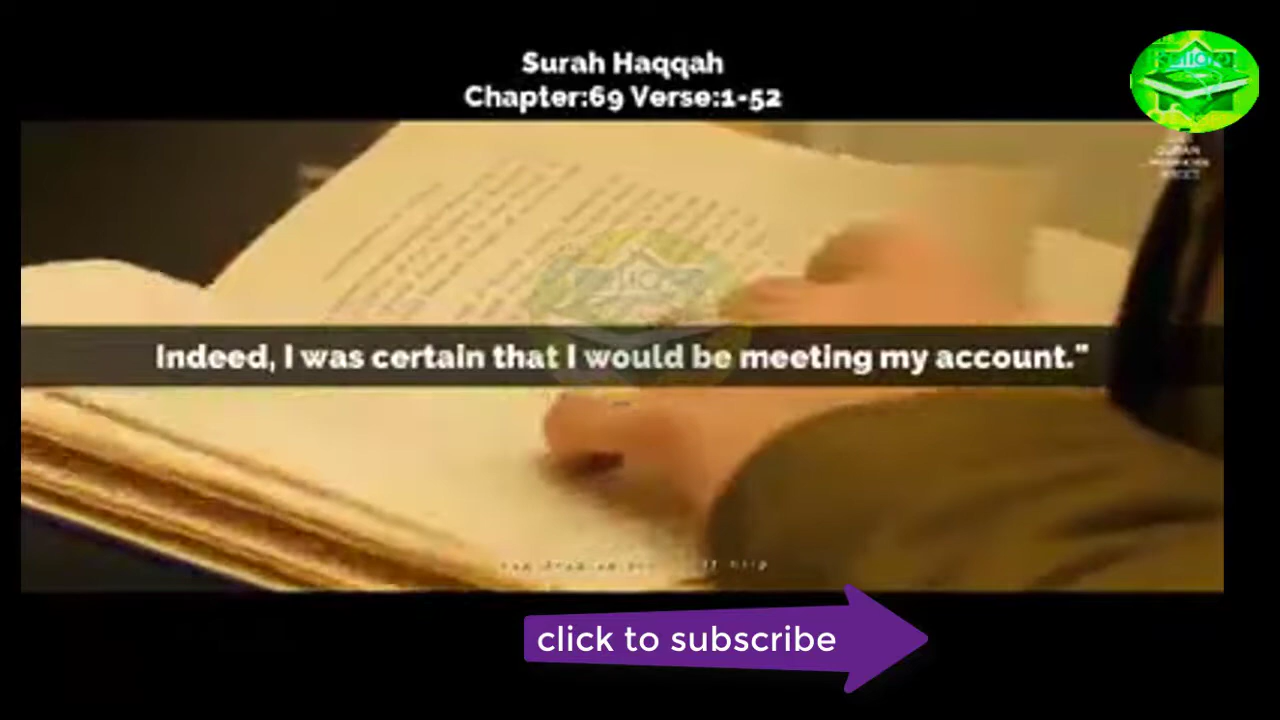 Surah Haqqah
Chapter:69 Verse:1-52
QURAN
Indeed, I was certain that I would be meeting my account."
click to subscribe